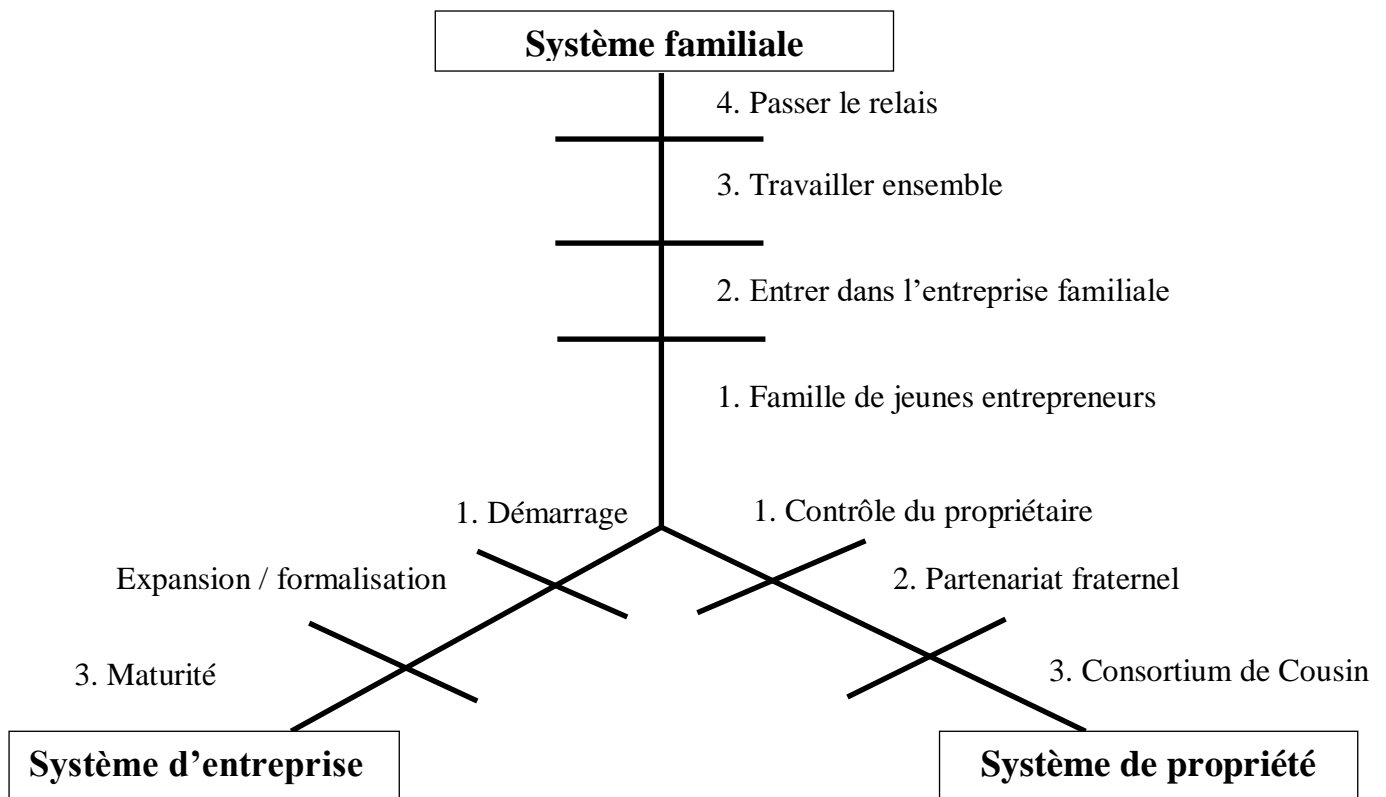 Système familiale
4. Passer le relais
3. Travailler ensemble
2. Entrer dans l’entreprise familiale
1. Famille de jeunes entrepreneurs
1. Démarrage
1. Contrôle du propriétaire
Expansion / formalisation
2. Partenariat fraternel
3. Maturité
3. Consortium de Cousin
Système d’entreprise
Système de propriété